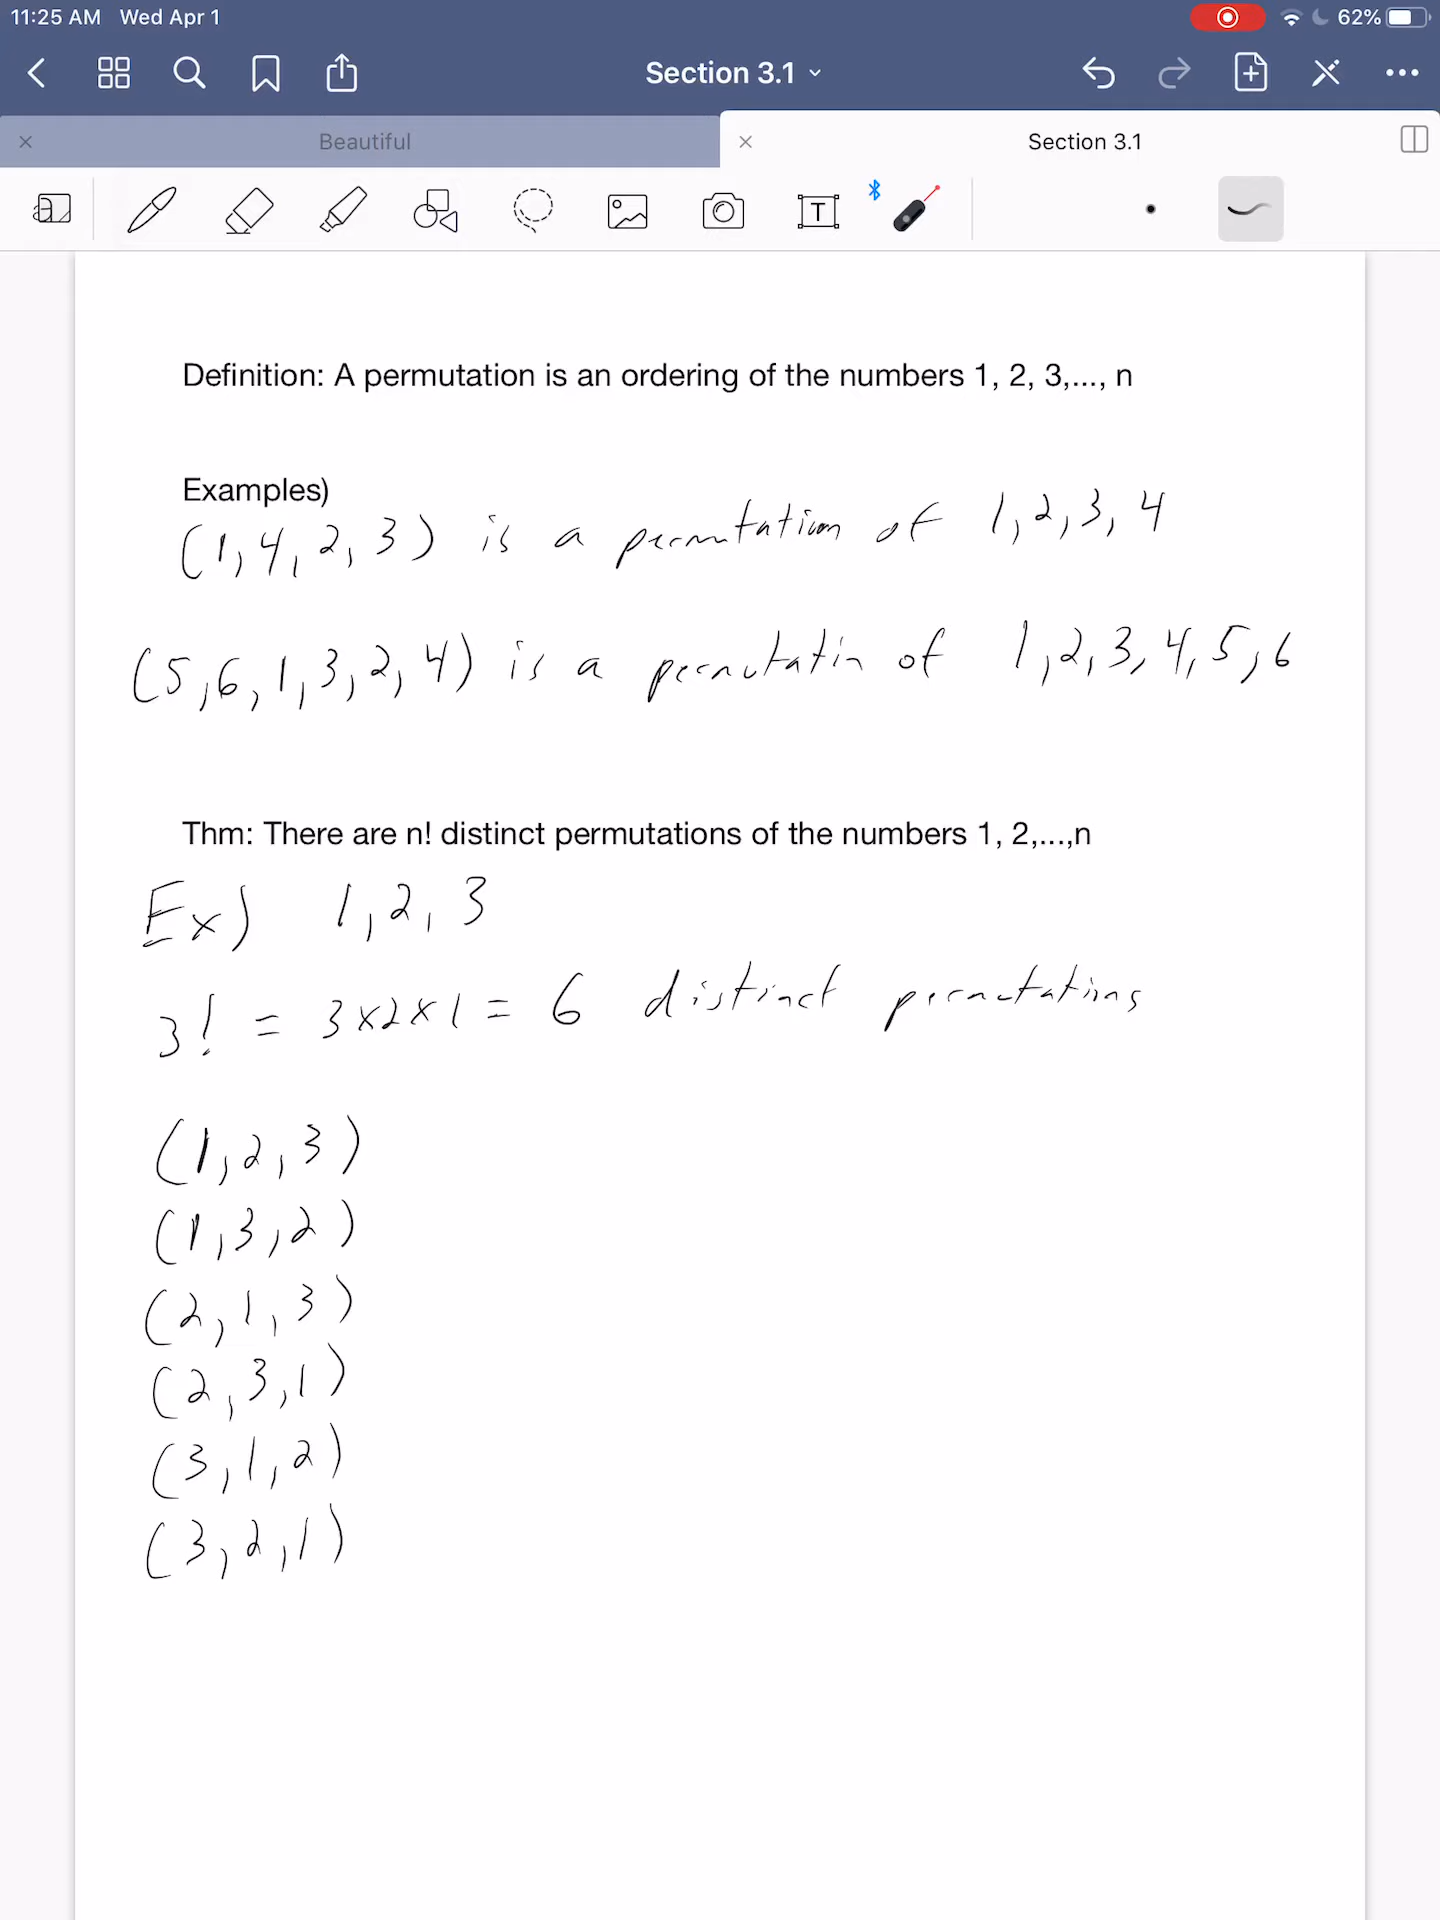 11:25 AM Wed Apr 1
62%
Section 3.1
Beautiful
Section 3.1
Definition: A permutation is an ordering of the numbers 1, 2, 3,..., n
Examples)
(1, 4, 2, 3) is a permutation of 1, 2, 3, 4
(5, 6, 1, 3, 2, 4) is a permutatin of 1, 2, 3, 4, 5, 6
Thm: There are n! distinct permutations of the numbers 1, 2,...,n
Ex) 1, 2, 3
3! = 3x2x1 = 6 distinct permutations
(1, 2, 3)
(1, 3, 2)
(2, 1, 3)
(2, 3, 1)
(3, 1, 2)
(3, 2, 1)